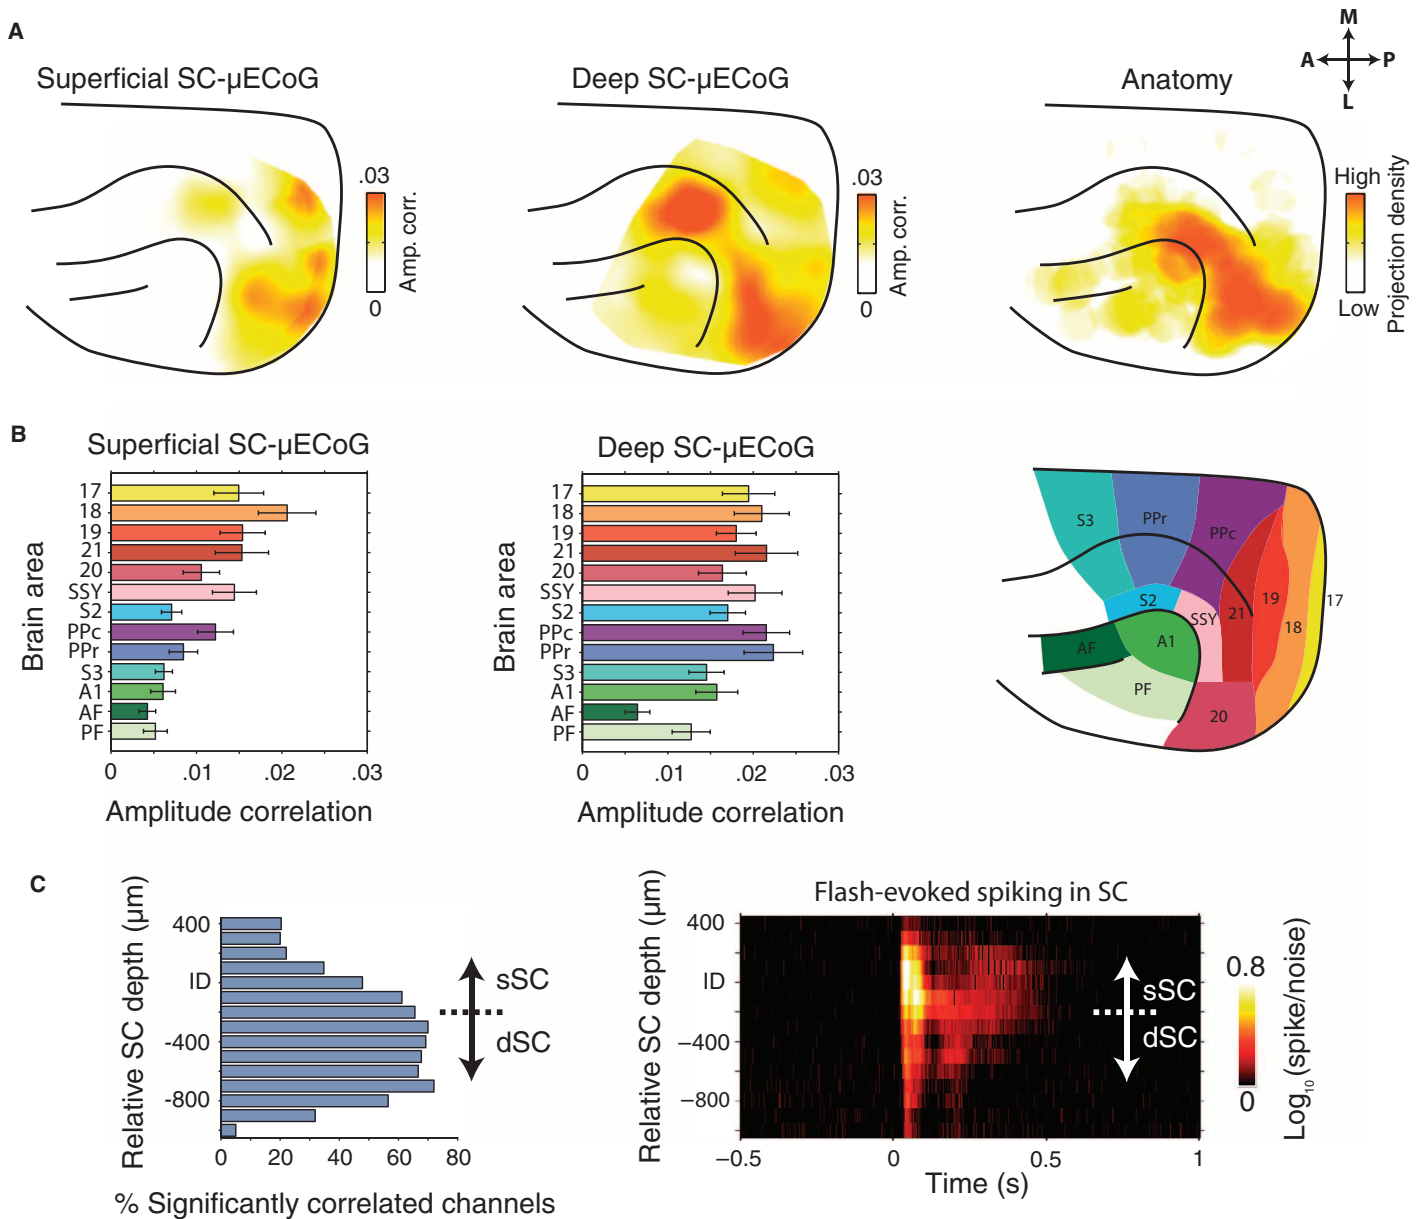 A
Superficial SC-µECoG
Deep SC-µECoG
Anatomy
M
A
P
L
.03
0
Amp. corr.
.03
0
Amp. corr.
High
Low
Projection density
B
Superficial SC-µECoG
Brain area
17
18
19
21
20
SSY
S2
PPc
PPr
S3
A1
AF
PF
0
.01
.02
.03
Amplitude correlation
Deep SC-µECoG
Brain area
17
18
19
21
20
SSY
S2
PPc
PPr
S3
A1
AF
PF
0
.01
.02
.03
Amplitude correlation
S3
PPr
PPc
S2
SSY
21
19
18
17
AF
A1
PF
20
C
Relative SC depth (µm)
400
ID
-400
-800
sSC
dSC
0
20
40
60
80
% Significantly correlated channels
Flash-evoked spiking in SC
Relative SC depth (µm)
400
ID
−400
−800
sSC
dSC
−0.5
0
0.5
1
Time (s)
0.8
0
Log10 (spike/noise)